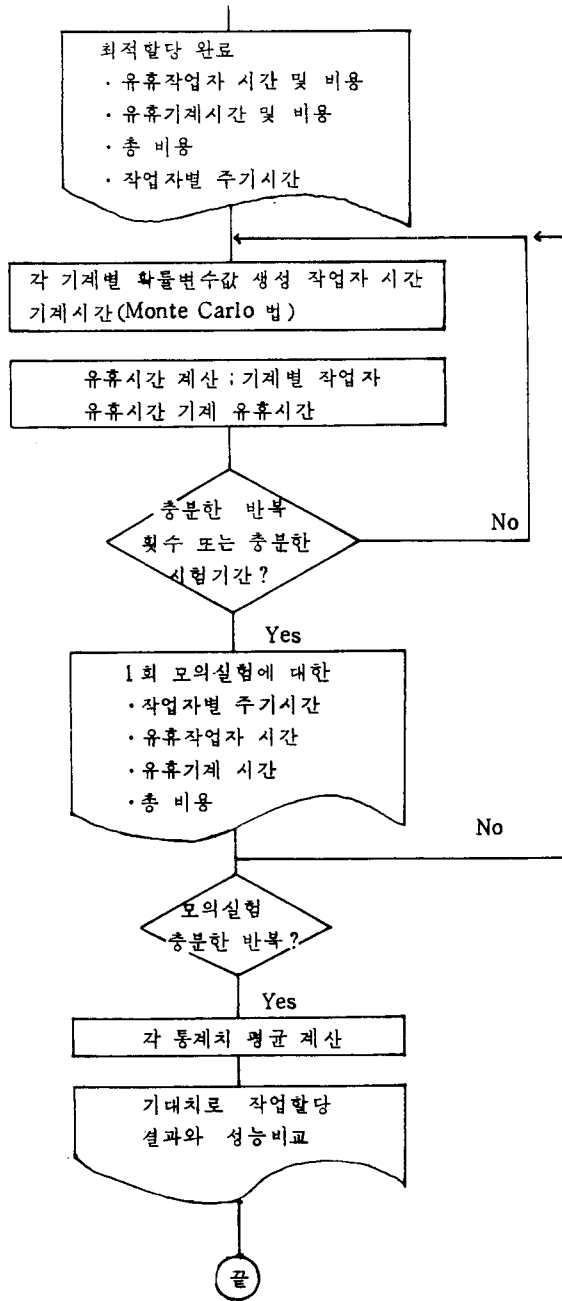 최적할당 완료
· 유휴작업자 시간 및 비용
· 유휴기계시간 및 비용
· 총 비용
· 작업자별 주기시간
각 기계별 확률변수값 생성 작업자 시간
기계시간(Monte Carlo 법)
유휴시간 계산 ; 기계별 작업자
유휴시간 기계 유휴시간
충분한 반복
횟수 또는 충분한
시험기간?
No
Yes
1회 모의실험에 대한
· 작업자별 주기시간
· 유휴작업자 시간
· 유휴기계 시간
· 총 비용
No
모의실험
충분한 반복?
Yes
각 통계치 평균 계산
기대치로 작업할당
결과와 성능비교
끝